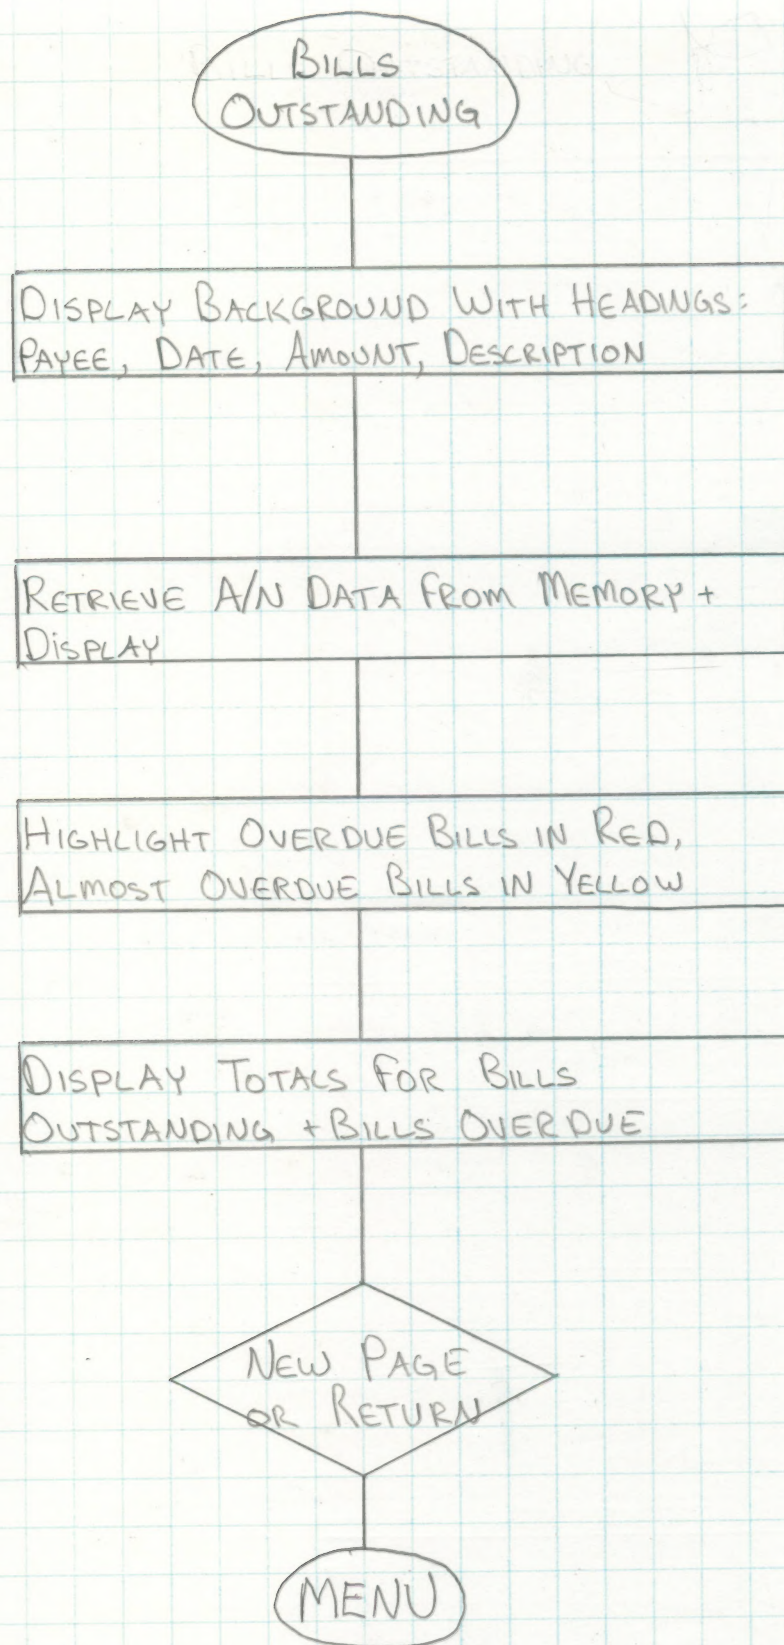 BILLS
OUTSTANDING
DISPLAY BACKGROUND WITH HEADINGS:
PAYEE, DATE, AMOUNT, DESCRIPTION
RETRIEVE A/N DATA FROM MEMORY +
DISPLAY
HIGHLIGHT OVERDUE BILLS IN RED,
ALMOST OVERDUE BILLS IN YELLOW
DISPLAY TOTALS FOR BILLS
OUTSTANDING + BILLS OVERDUE
NEW PAGE
OR RETURN
MENU